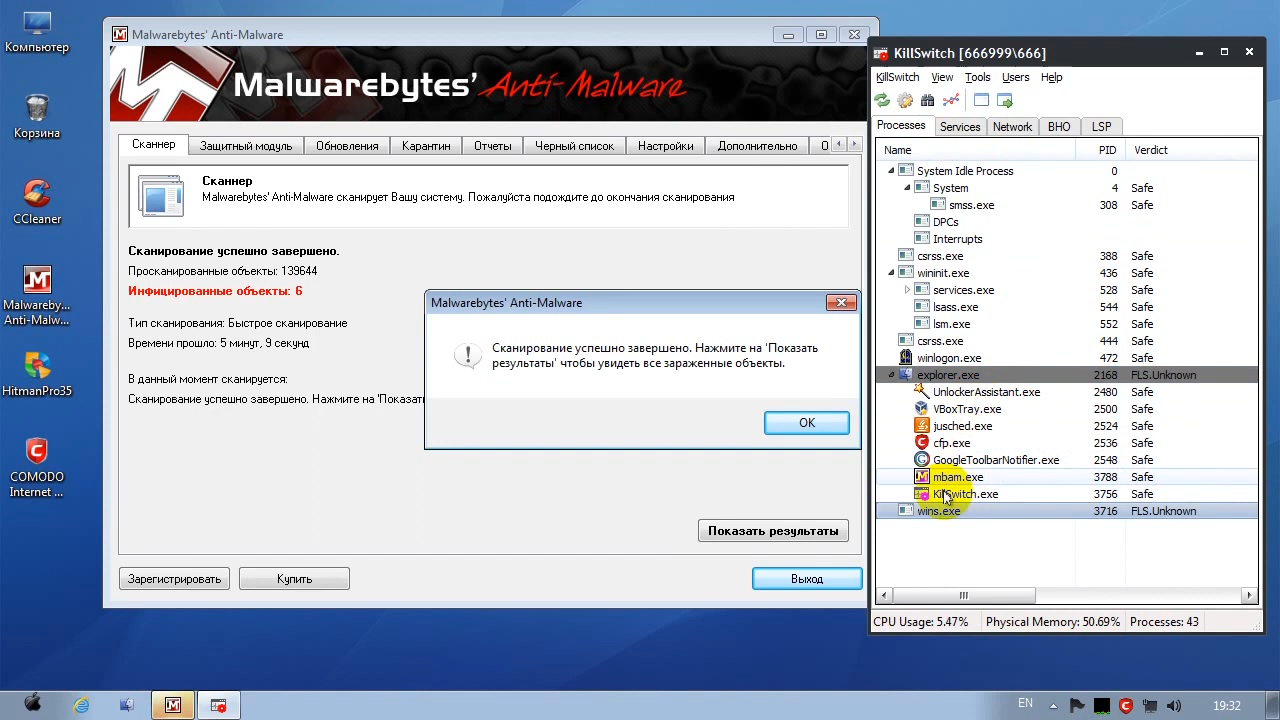 Компьютер
Корзина
CCleaner
Malwareby...
Anti-Malw...
HitmanPro35
COMODO
Internet ...
Malwarebytes' Anti-Malware
Malwarebytes' Anti-Malware
Сканнер
Защитный модуль
Обновления
Карантин
Отчеты
Черный список
Настройки
Дополнительно
О
Сканнер
Malwarebytes' Anti-Malware сканирует Вашу систему. Пожалуйста подождите до окончания сканирования
Сканирование успешно завершено.
Просканированные объекты: 139644
Инфицированные объекты: 6
Тип сканирования: Быстрое сканирование
Времени прошло: 5 минут, 9 секунд
В данный момент сканируется:
Сканирование успешно завершено. Нажмите на 'Показат
Malwarebytes' Anti-Malware
Сканирование успешно завершено. Нажмите на 'Показать
результаты' чтобы увидеть все зараженные объекты.
OK
Показать результаты
Зарегистрировать
Купить
Выход
KillSwitch [666999\666]
KillSwitch View Tools Users Help
Processes Services Network BHO LSP
Name PID Verdict
System Idle Process 0
System 4 Safe
smss.exe 308 Safe
DPCs
Interrupts
csrss.exe 388 Safe
wininit.exe 436 Safe
services.exe 528 Safe
lsass.exe 544 Safe
lsm.exe 552 Safe
csrss.exe 444 Safe
winlogon.exe 472 Safe
explorer.exe 2168 FLS.Unknown
UnlockerAssistant.exe 2480 Safe
VBoxTray.exe 2500 Safe
jusched.exe 2524 Safe
cfp.exe 2536 Safe
GoogleToolbarNotifier.exe 2548 Safe
mbam.exe 3788 Safe
KillSwitch.exe 3756 Safe
wins.exe 3716 FLS.Unknown
CPU Usage: 5.47% Physical Memory: 50.69% Processes: 43
EN
19:32